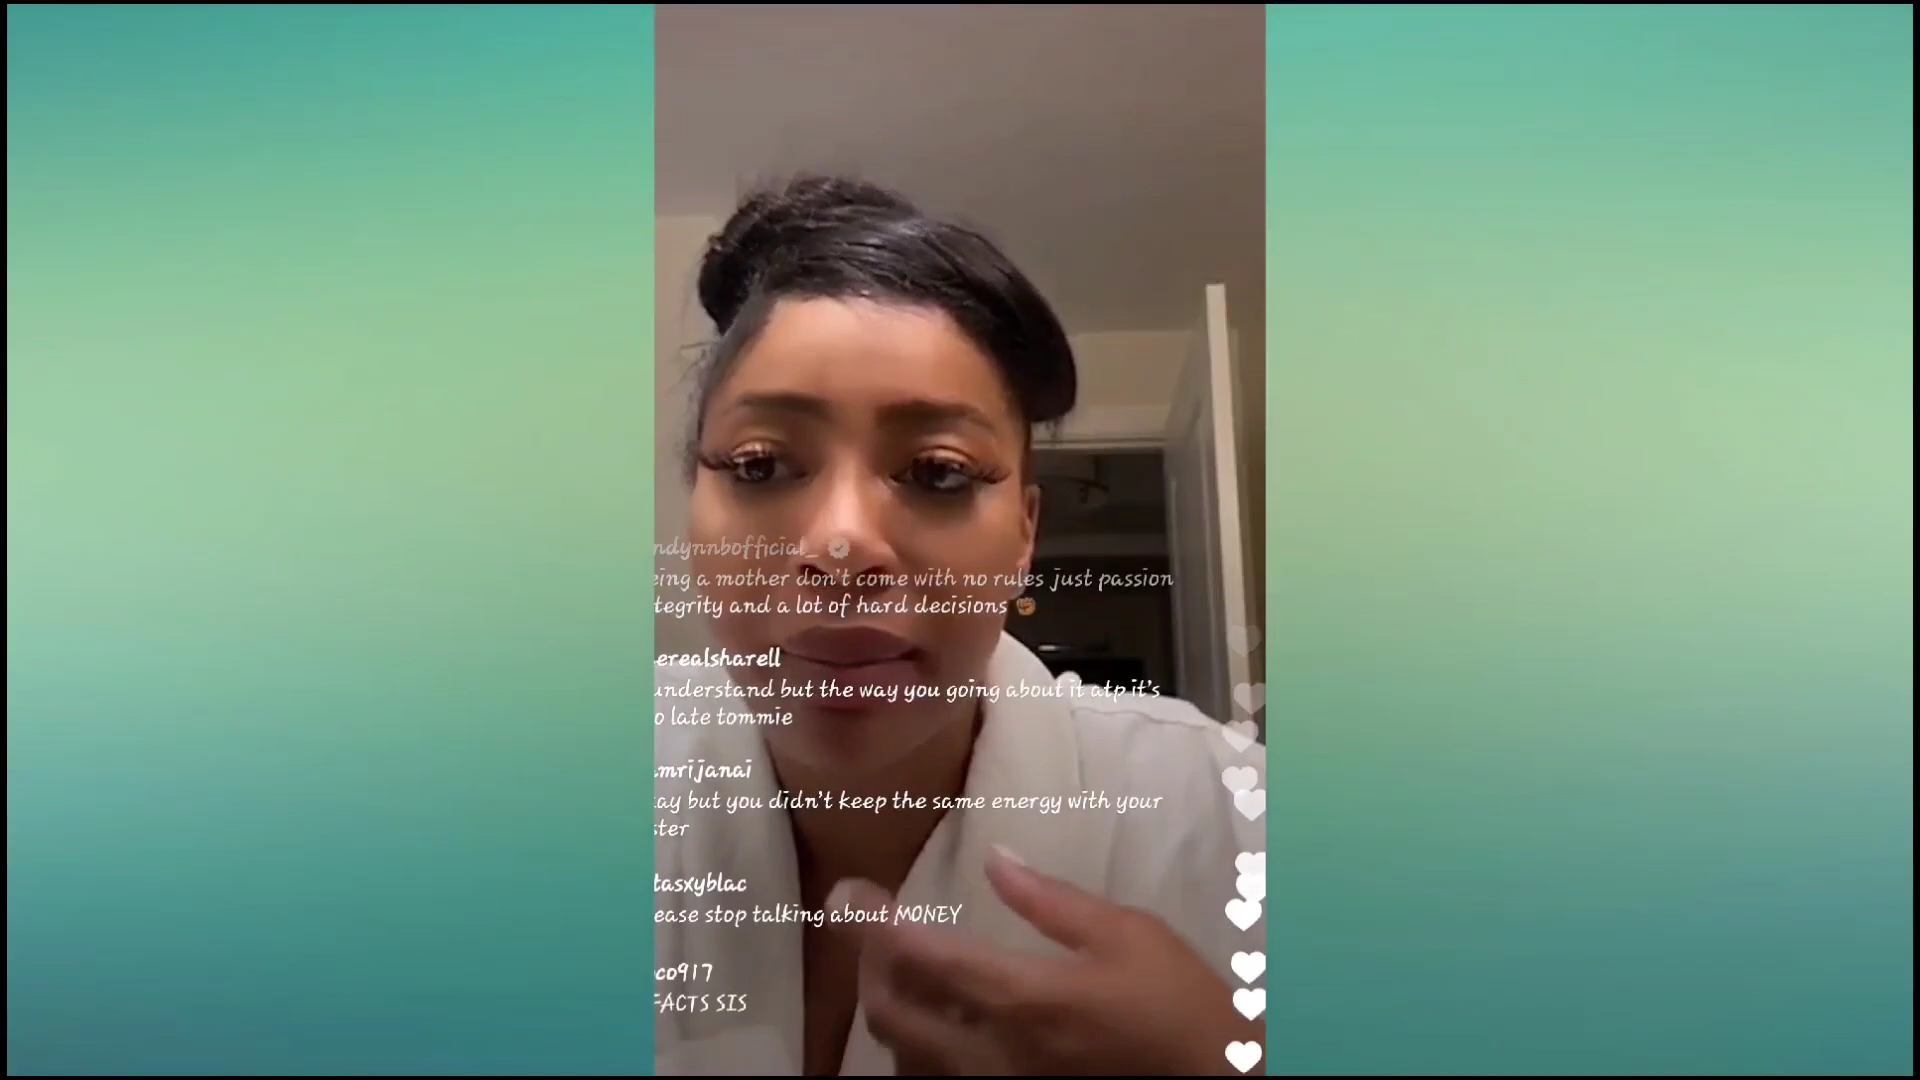 ndynnbofficial_
eing a mother don't come with no rules just passion
tegrity and a lot of hard decisions ✊🏾
erealsharell
understand but the way you going about it atp it's
o late tommie
mrijanai
ay but you didn't keep the same energy with your
ster
tasxyblac
ease stop talking about MONEY
co917
FACTS SIS